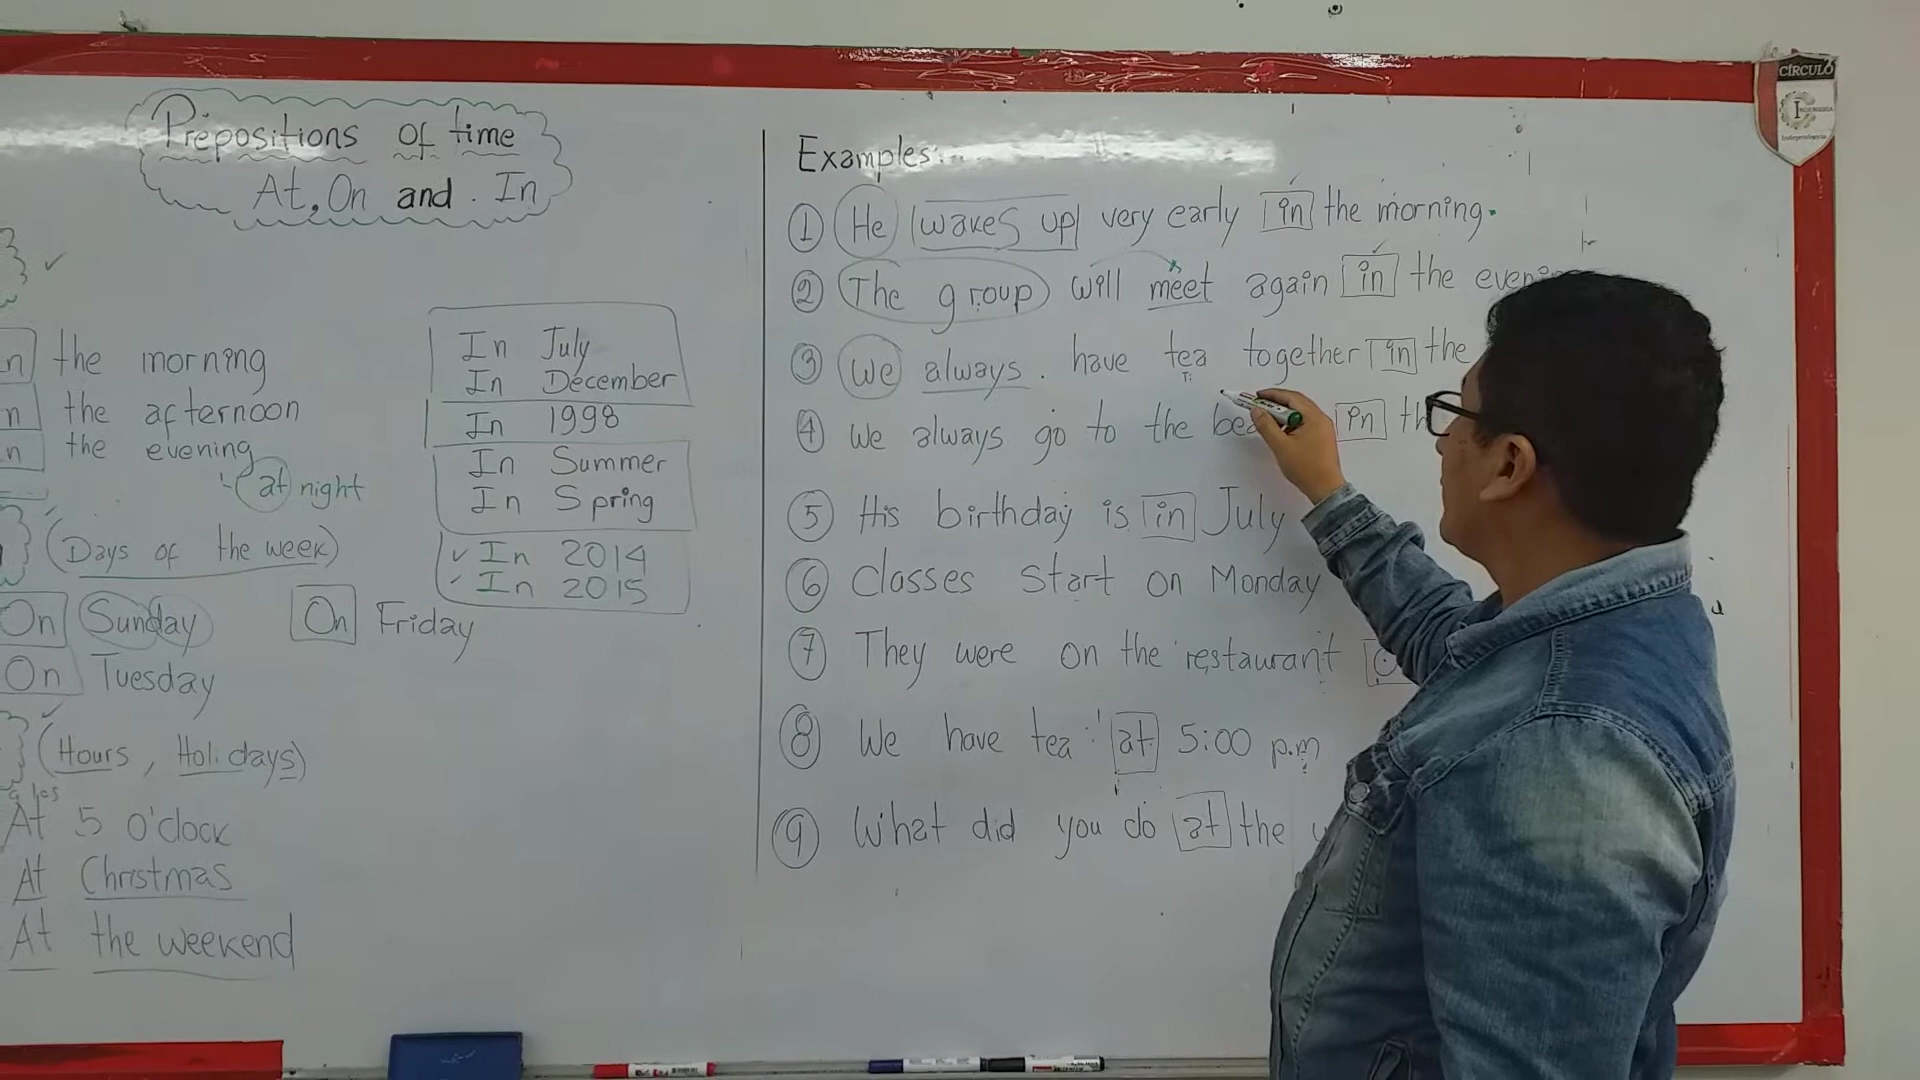 Prepositions of time
At, On and In
the morning
the afternoon
the evening
at night
(Days of the week)
On Sunday On Friday
On Tuesday
(Hours, Holidays)
a las
At 5 o'clock
At Christmas
At the weekend
In July
In December
In 1998
In Summer
In Spring
In 2014
In 2015
Examples:
① He wakes up very early in the morning.
② The group will meet again in the
③ We always have tea together in the
④ We always go to the in
⑤ His birthday is in July
⑥ Classes start on Monday
⑦ They were on the restaurant
⑧ We have tea at 5:00 p.m
⑨ What did you do at the
CÍRCULO
INGENIERÍA
Independencia